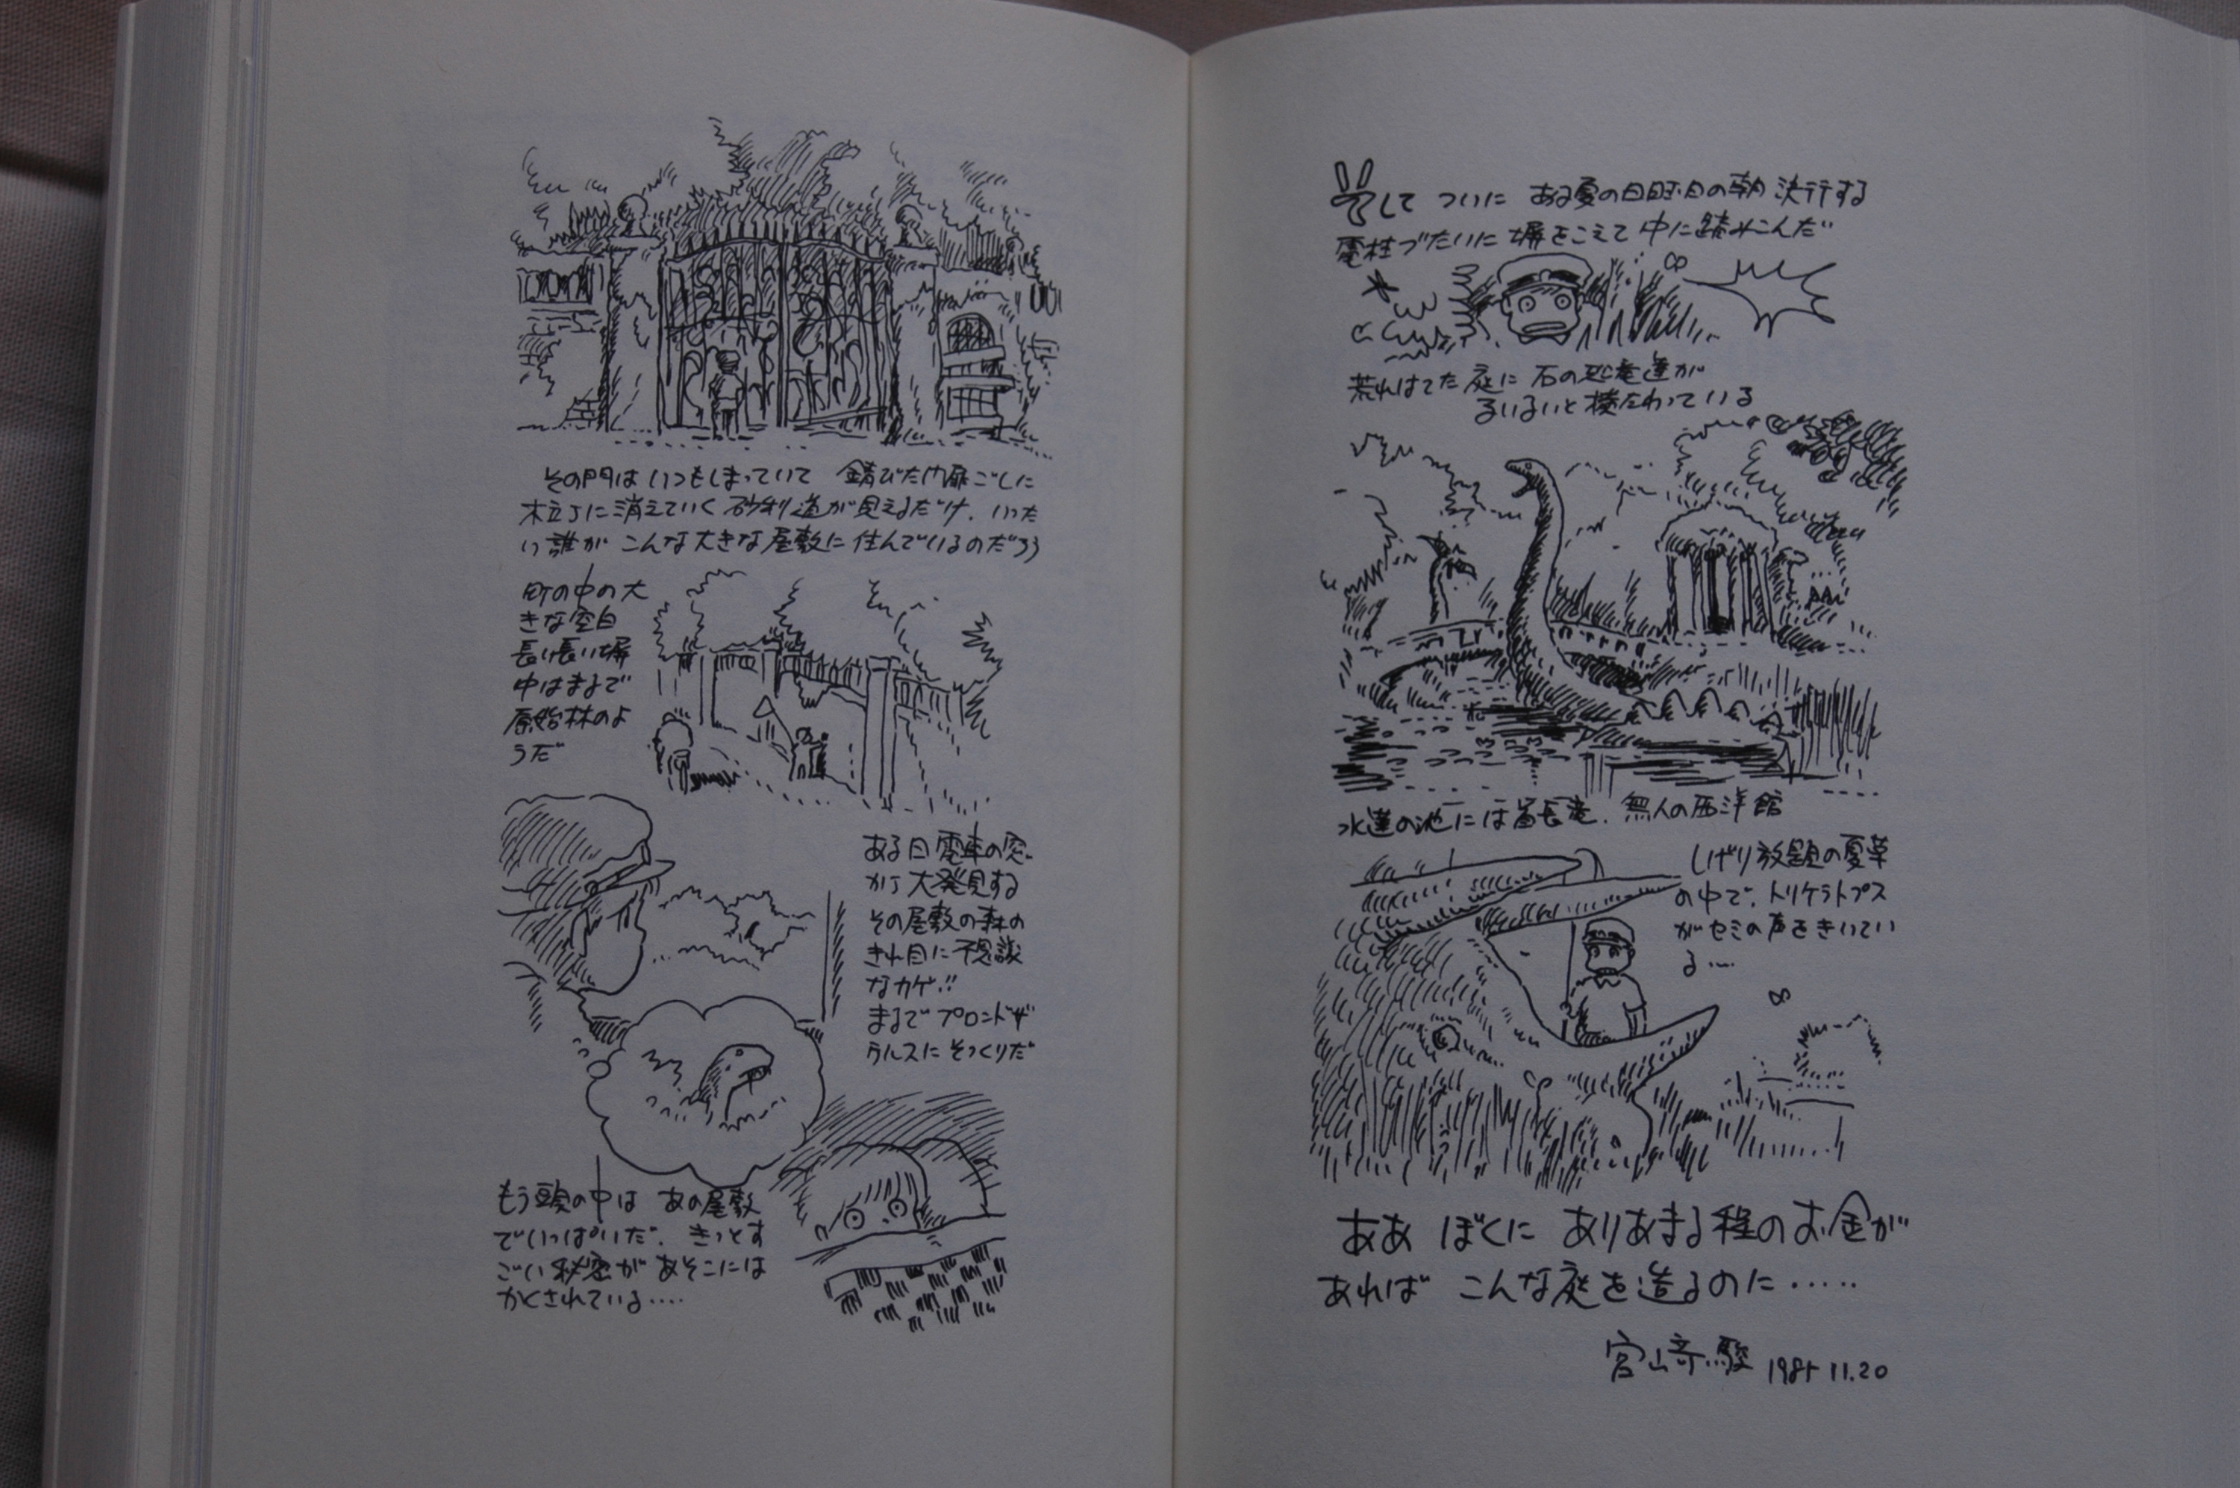 その門は いつもしまっていて 錆びた門扉ごしに
木立に消えていく 砂利道が見えるだけ. いった
い誰が こんな大きな屋敷に 住んでいるのだろう
町の中の大
きな空白
長い長い塀
中はまるで
原始林のよ
うだ
ある日電車の窓
から大発見する
その屋敷の森の
きれ目に不思議
なカゲ!!
まるでブロントザ
ウルスに そっくりだ
もう頭の中は あの屋敷
でいっぱいだ. きっとす
ごい秘密が あそこには
かくされている....
そして ついに ある夏の日曜日の朝 決行する
電柱づたいに 塀をこえて 中に踏みこんだ
荒れはてた 庭に 石の恐竜達が
るいるいと横たわっている
水蓮の池には首長竜. 無人の西洋館
しげり放題の夏草
の中で. トリケラトプス
がセミの声をきいてい
る....
ああ ぼくに ありあまる程のお金が
あれば こんな庭を造るのに.....
宮崎駿 1985 11.20